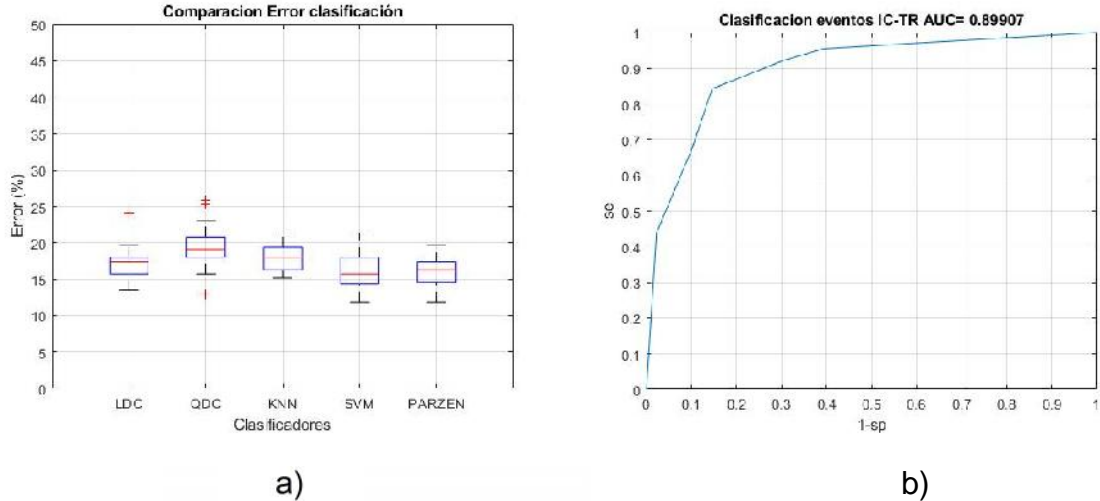 Comparacion Error clasificación
50
45
40
35
30
25
20
15
10
5
0
Error (%)
LDC QDC KNN SVM PARZEN
Clasificadores
a)
Clasificacion eventos IC-TR AUC= 0.89907
1
0.9
0.8
0.7
0.6
0.5
0.4
0.3
0.2
0.1
0
se
0 0.1 0.2 0.3 0.4 0.5 0.6 0.7 0.8 0.9 1
1-sp
b)